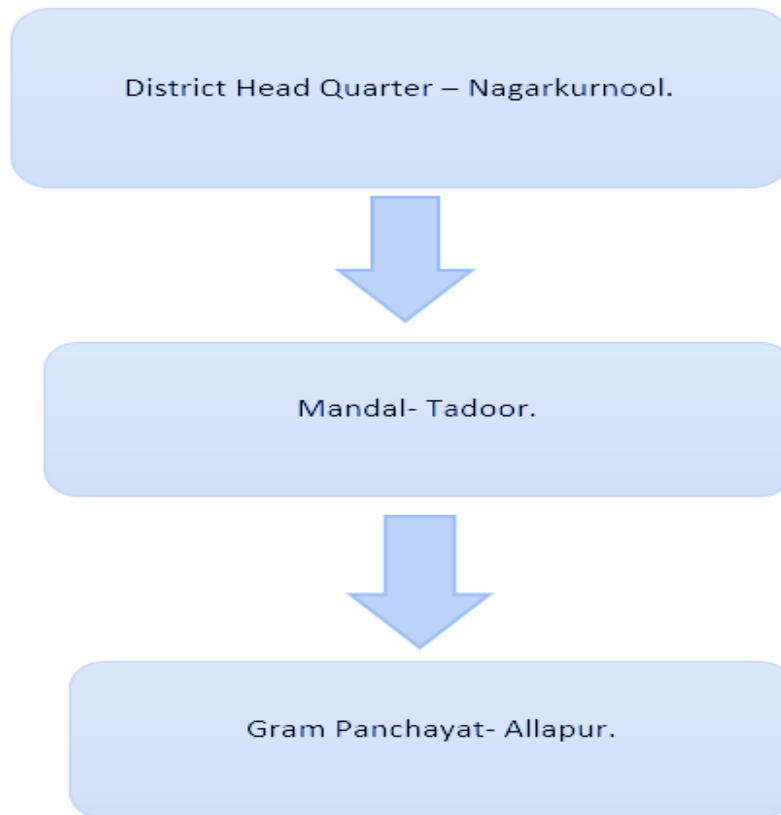 District Head Quarter – Nagarkurnool.
Mandal- Tadoor.
Gram Panchayat- Allapur.